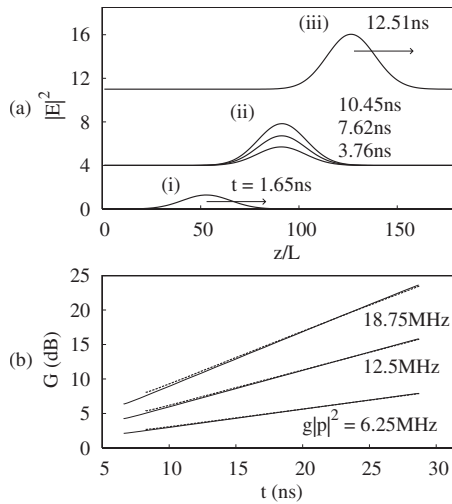 (a)
|E|²
16
12
8
4
0
(iii)
12.51ns
(ii)
10.45ns
7.62ns
3.76ns
(i)
t = 1.65ns
0
50
100
150
z/L
(b)
G (dB)
25
20
15
10
5
0
18.75MHz
12.5MHz
g|p|² = 6.25MHz
5
10
15
20
25
30
t (ns)